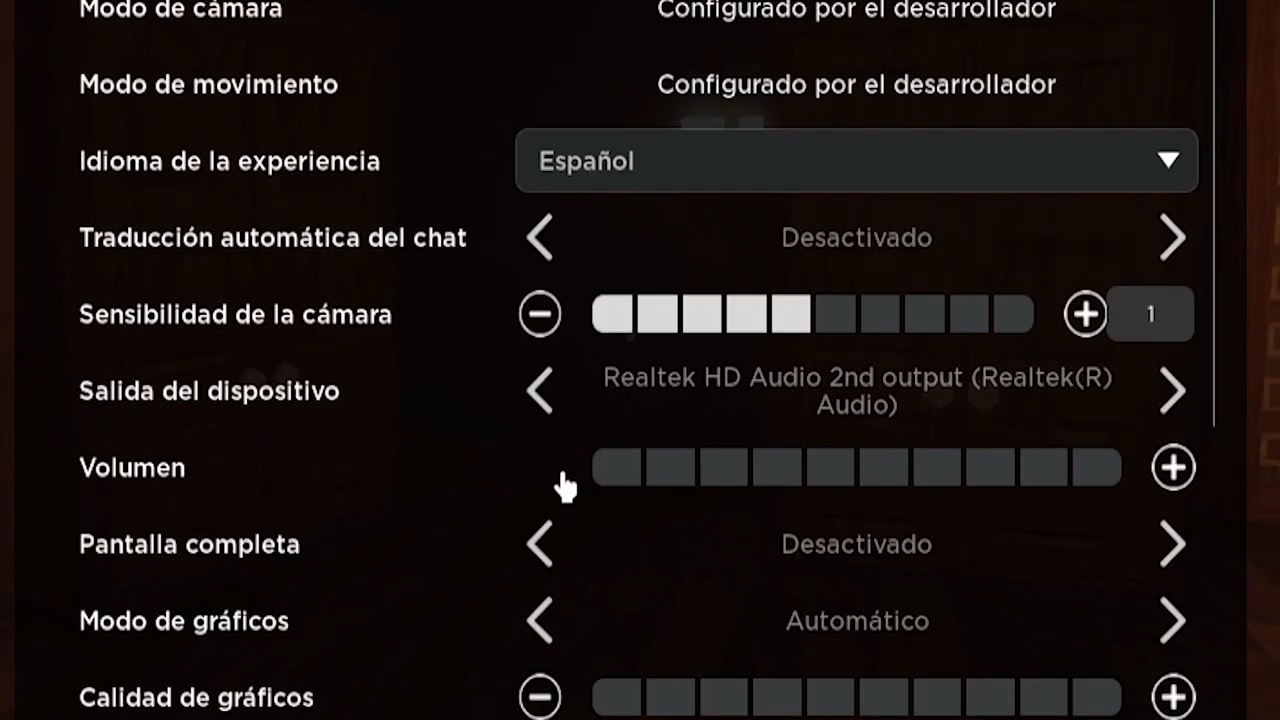 Modo de cámara
Configurado por el desarrollador
Modo de movimiento
Configurado por el desarrollador
Idioma de la experiencia
Español
Traducción automática del chat
Desactivado
Sensibilidad de la cámara
1
Salida del dispositivo
Realtek HD Audio 2nd output (Realtek(R)
Audio)
Volumen
Pantalla completa
Desactivado
Modo de gráficos
Automático
Calidad de gráficos